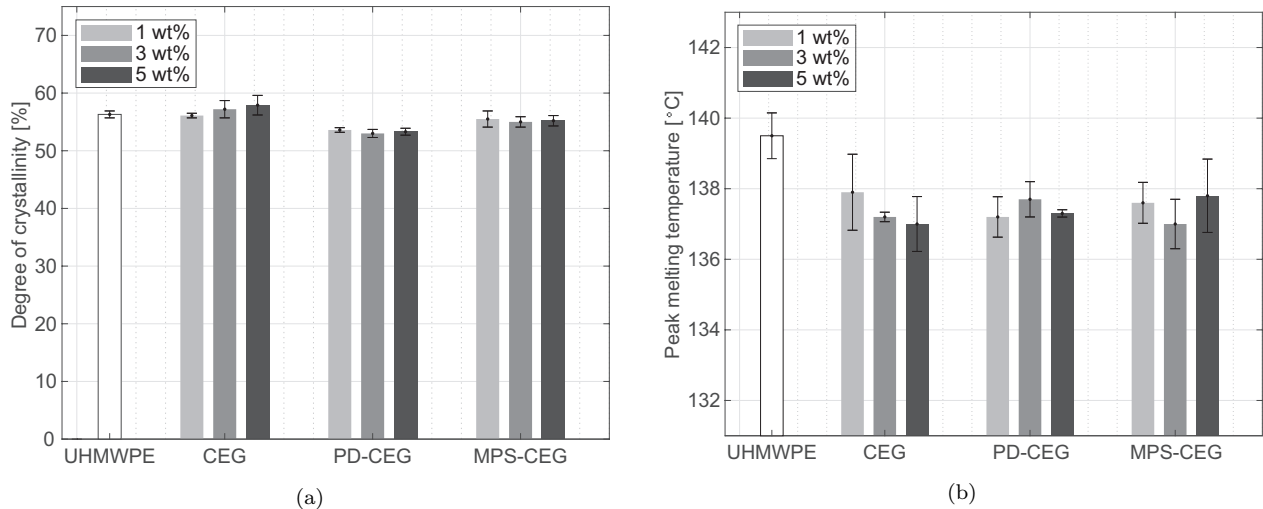 1 wt%
3 wt%
5 wt%
Degree of crystallinity [%]
70
60
50
40
30
20
10
0
UHMWPE CEG PD-CEG MPS-CEG
(a)
1 wt%
3 wt%
5 wt%
Peak melting temperature [°C]
142
140
138
136
134
132
UHMWPE CEG PD-CEG MPS-CEG
(b)